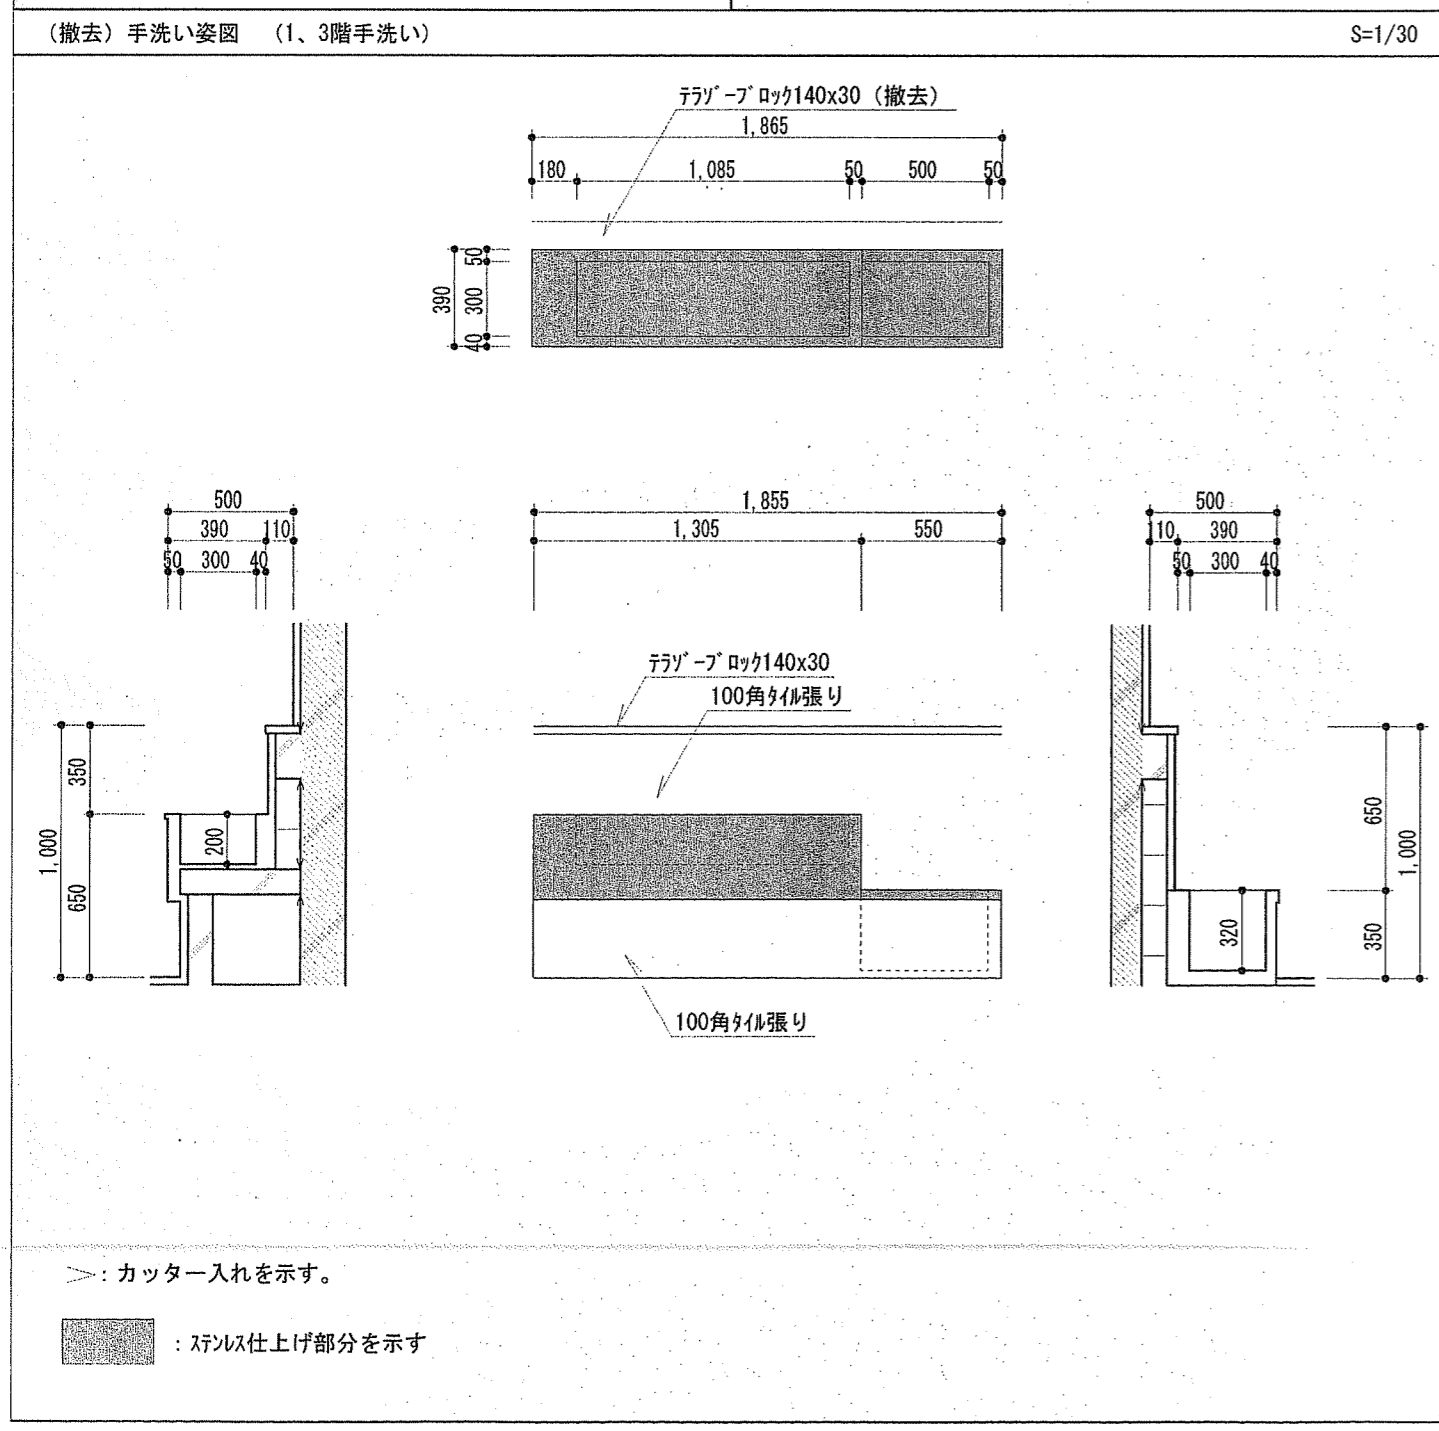 （撤去）手洗い姿図　（1、3階手洗い）
S=1/30
ﾃﾗｿﾞｰﾌﾞﾛｯｸ140x30（撤去）
1,865
180 1,085 50 500 50
390
50
300
40
500
390 110
50 300 40
1,855
1,305 550
500
110 390
50 300 40
ﾃﾗｿﾞｰﾌﾞﾛｯｸ140x30
100角ﾀｲﾙ張り
1,000
350
650
200
650
350
1,000
320
100角ﾀｲﾙ張り
＞：カッター入れを示す。
：ｽﾃﾝﾚｽ仕上げ部分を示す